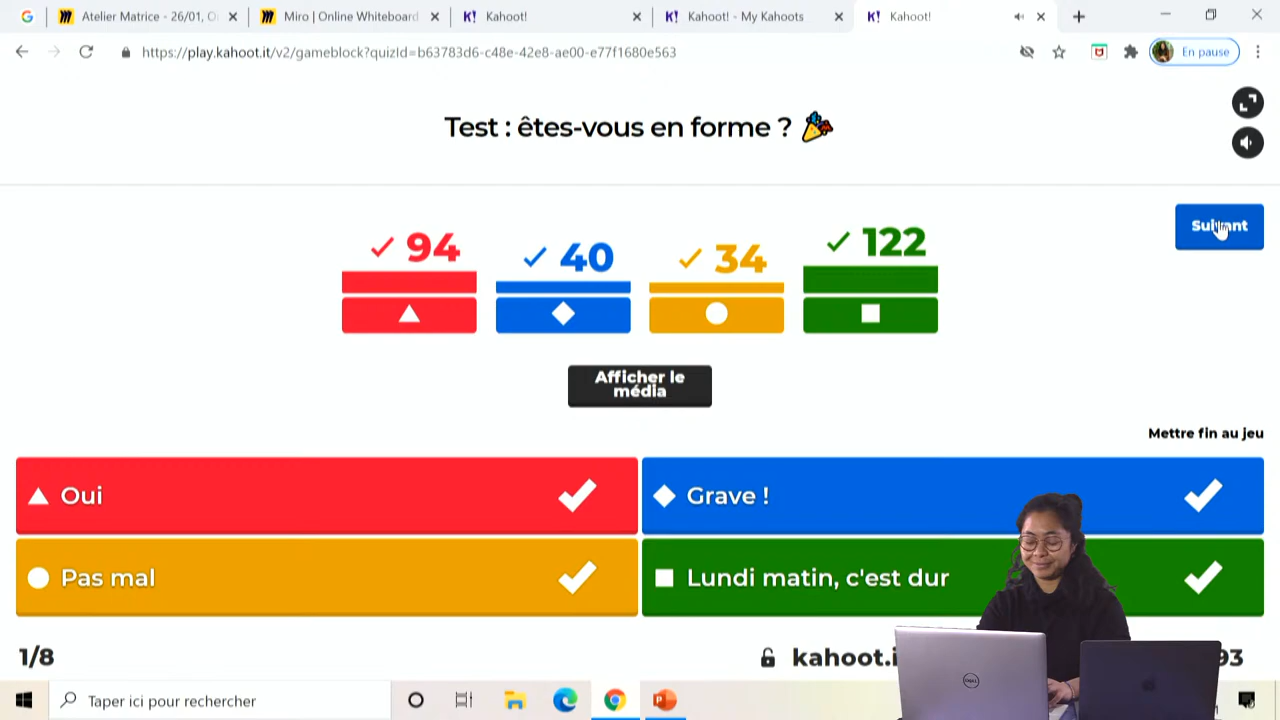 Atelier Matrice - 26/01, O
Miro | Online Whiteboard
K! Kahoot!
K! Kahoot! - My Kahoots
K! Kahoot!
https://play.kahoot.it/v2/gameblock?quizId=b63783d6-c48e-42e8-ae00-e77f1680e563
En pause
Test : êtes-vous en forme ?
Suivant
94
40
34
122
Afficher le
média
Mettre fin au jeu
Oui
Grave !
Pas mal
Lundi matin, c'est dur
1/8
kahoot.i
93
DELL
Taper ici pour rechercher